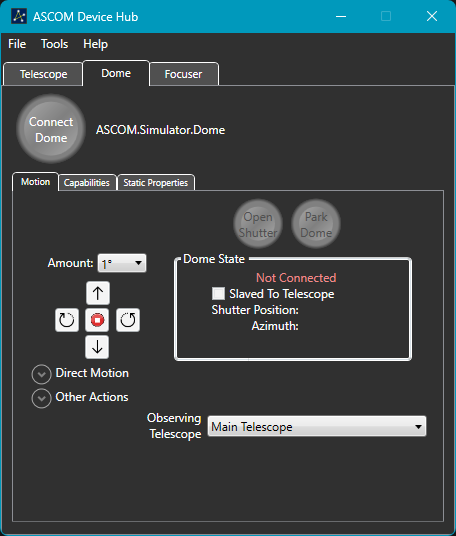 ASCOM Device Hub
File Tools Help
Telescope Dome Focuser
Connect
Dome
ASCOM.Simulator.Dome
Motion Capabilities Static Properties
Open
Shutter
Park
Dome
Amount: 1°
Dome State
Not Connected
Slaved To Telescope
Shutter Position:
Azimuth:
Direct Motion
Other Actions
Observing
Telescope
Main Telescope